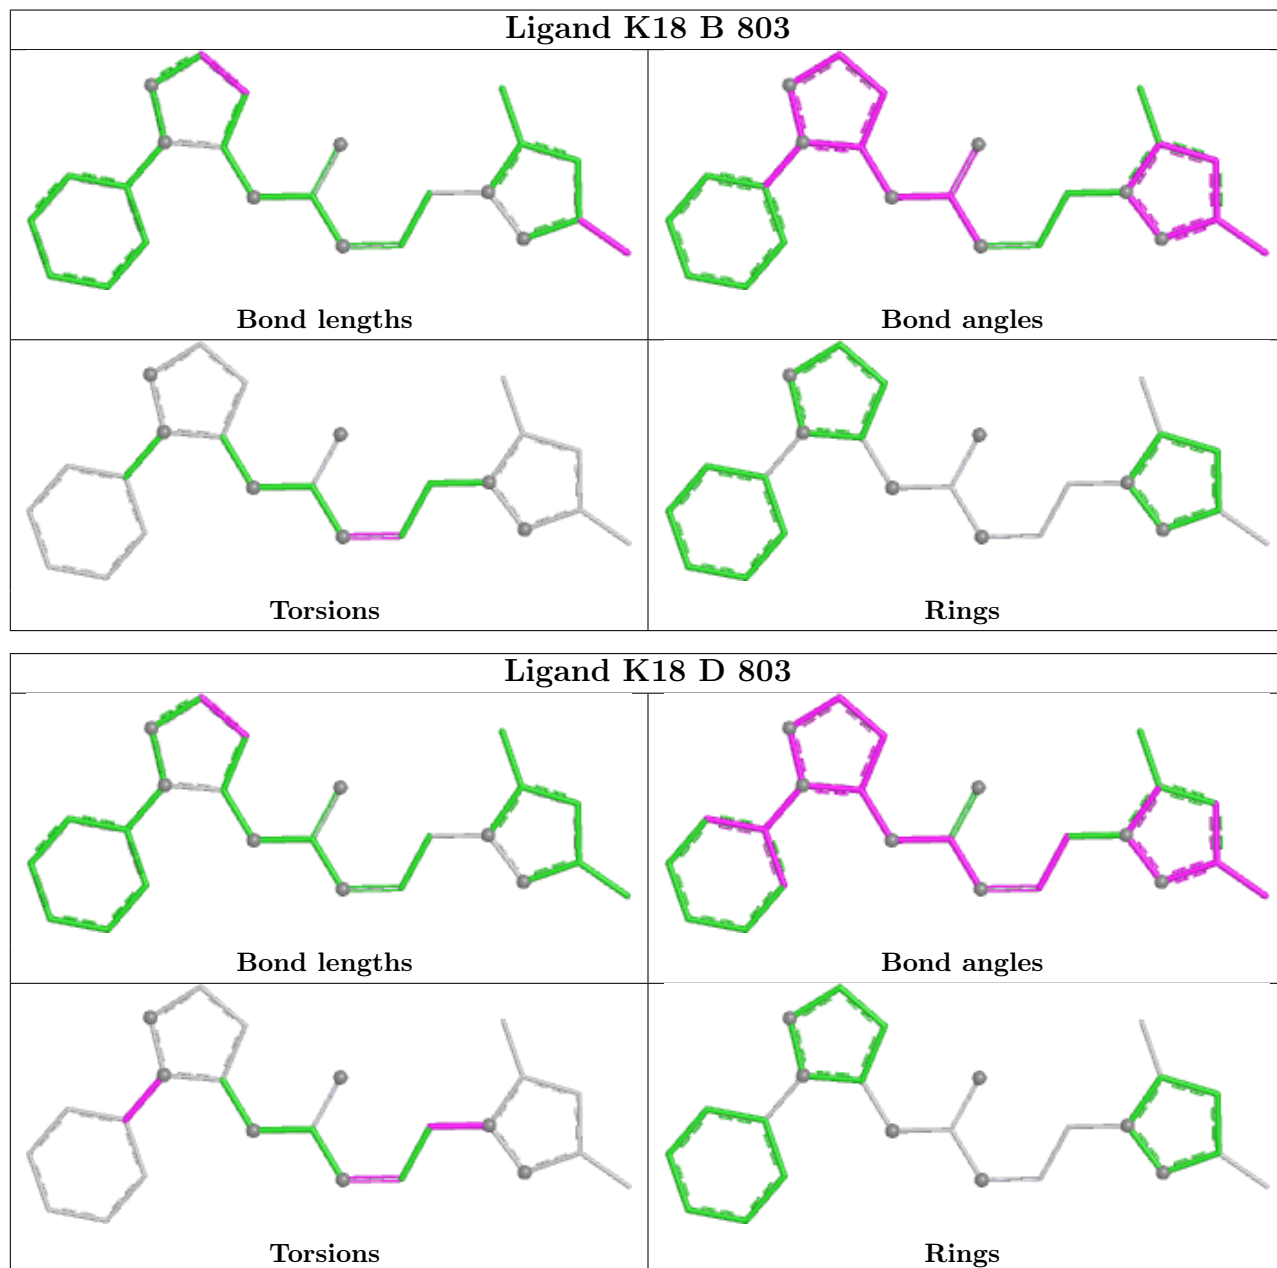 Ligand K18 B 803
Bond lengths
Bond angles
Torsions
Rings
Ligand K18 D 803
Bond lengths
Bond angles
Torsions
Rings